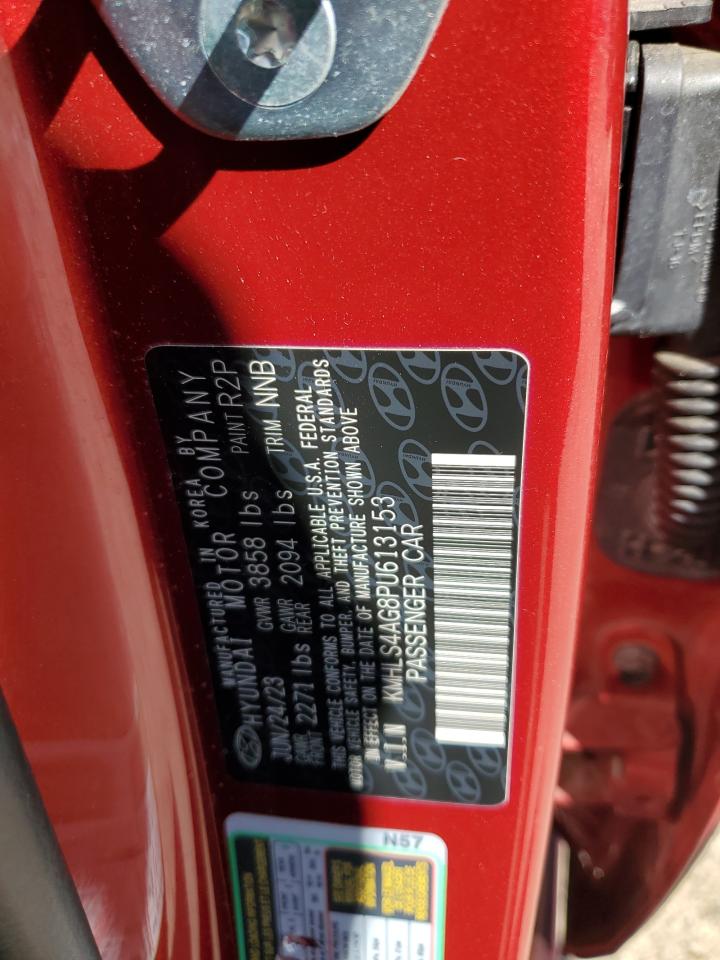 MANUFACTURED IN KOREA BY
HYUNDAI MOTOR COMPANY
JUN/24/23 GVWR 3858 lbs PAINT R2P
GAWR FRONT 2271 lbs GAWR REAR 2094 lbs TRIM NNB
THIS VEHICLE CONFORMS TO ALL APPLICABLE U.S.A. FEDERAL
MOTOR VEHICLE SAFETY, BUMPER, AND THEFT PREVENTION STANDARDS
IN EFFECT ON THE DATE OF MANUFACTURE SHOWN ABOVE
V.I.N KMHLS4AG8PU613153
PASSENGER CAR
HYUNDAI
N57